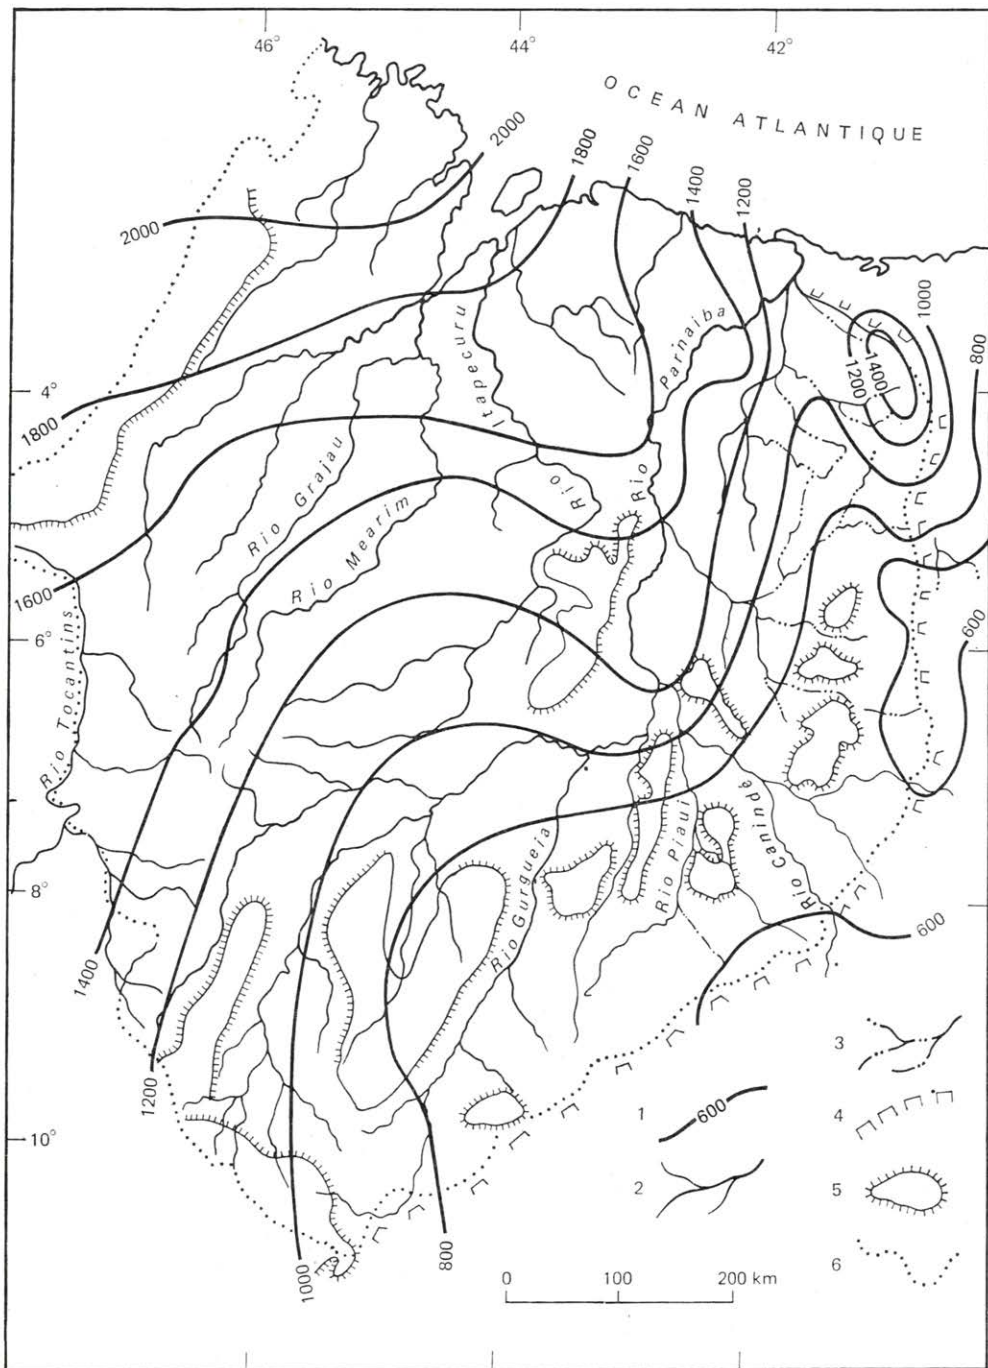 46°
44°
42°
OCEAN ATLANTIQUE
2000
1800
1600
1400
1200
2000
1000
800
1400
1200
4°
1800
Itapecuru
Rio
Rio Parnaiba
Rio Grajau
Rio Mearim
1600
600
6°
Rio Tocantins
Rio Canindé
Rio Piaui
Rio Gurgueia
8°
600
1400
1200
10°
1000
800
1 600
2
3
4
5
6
0 100 200 km